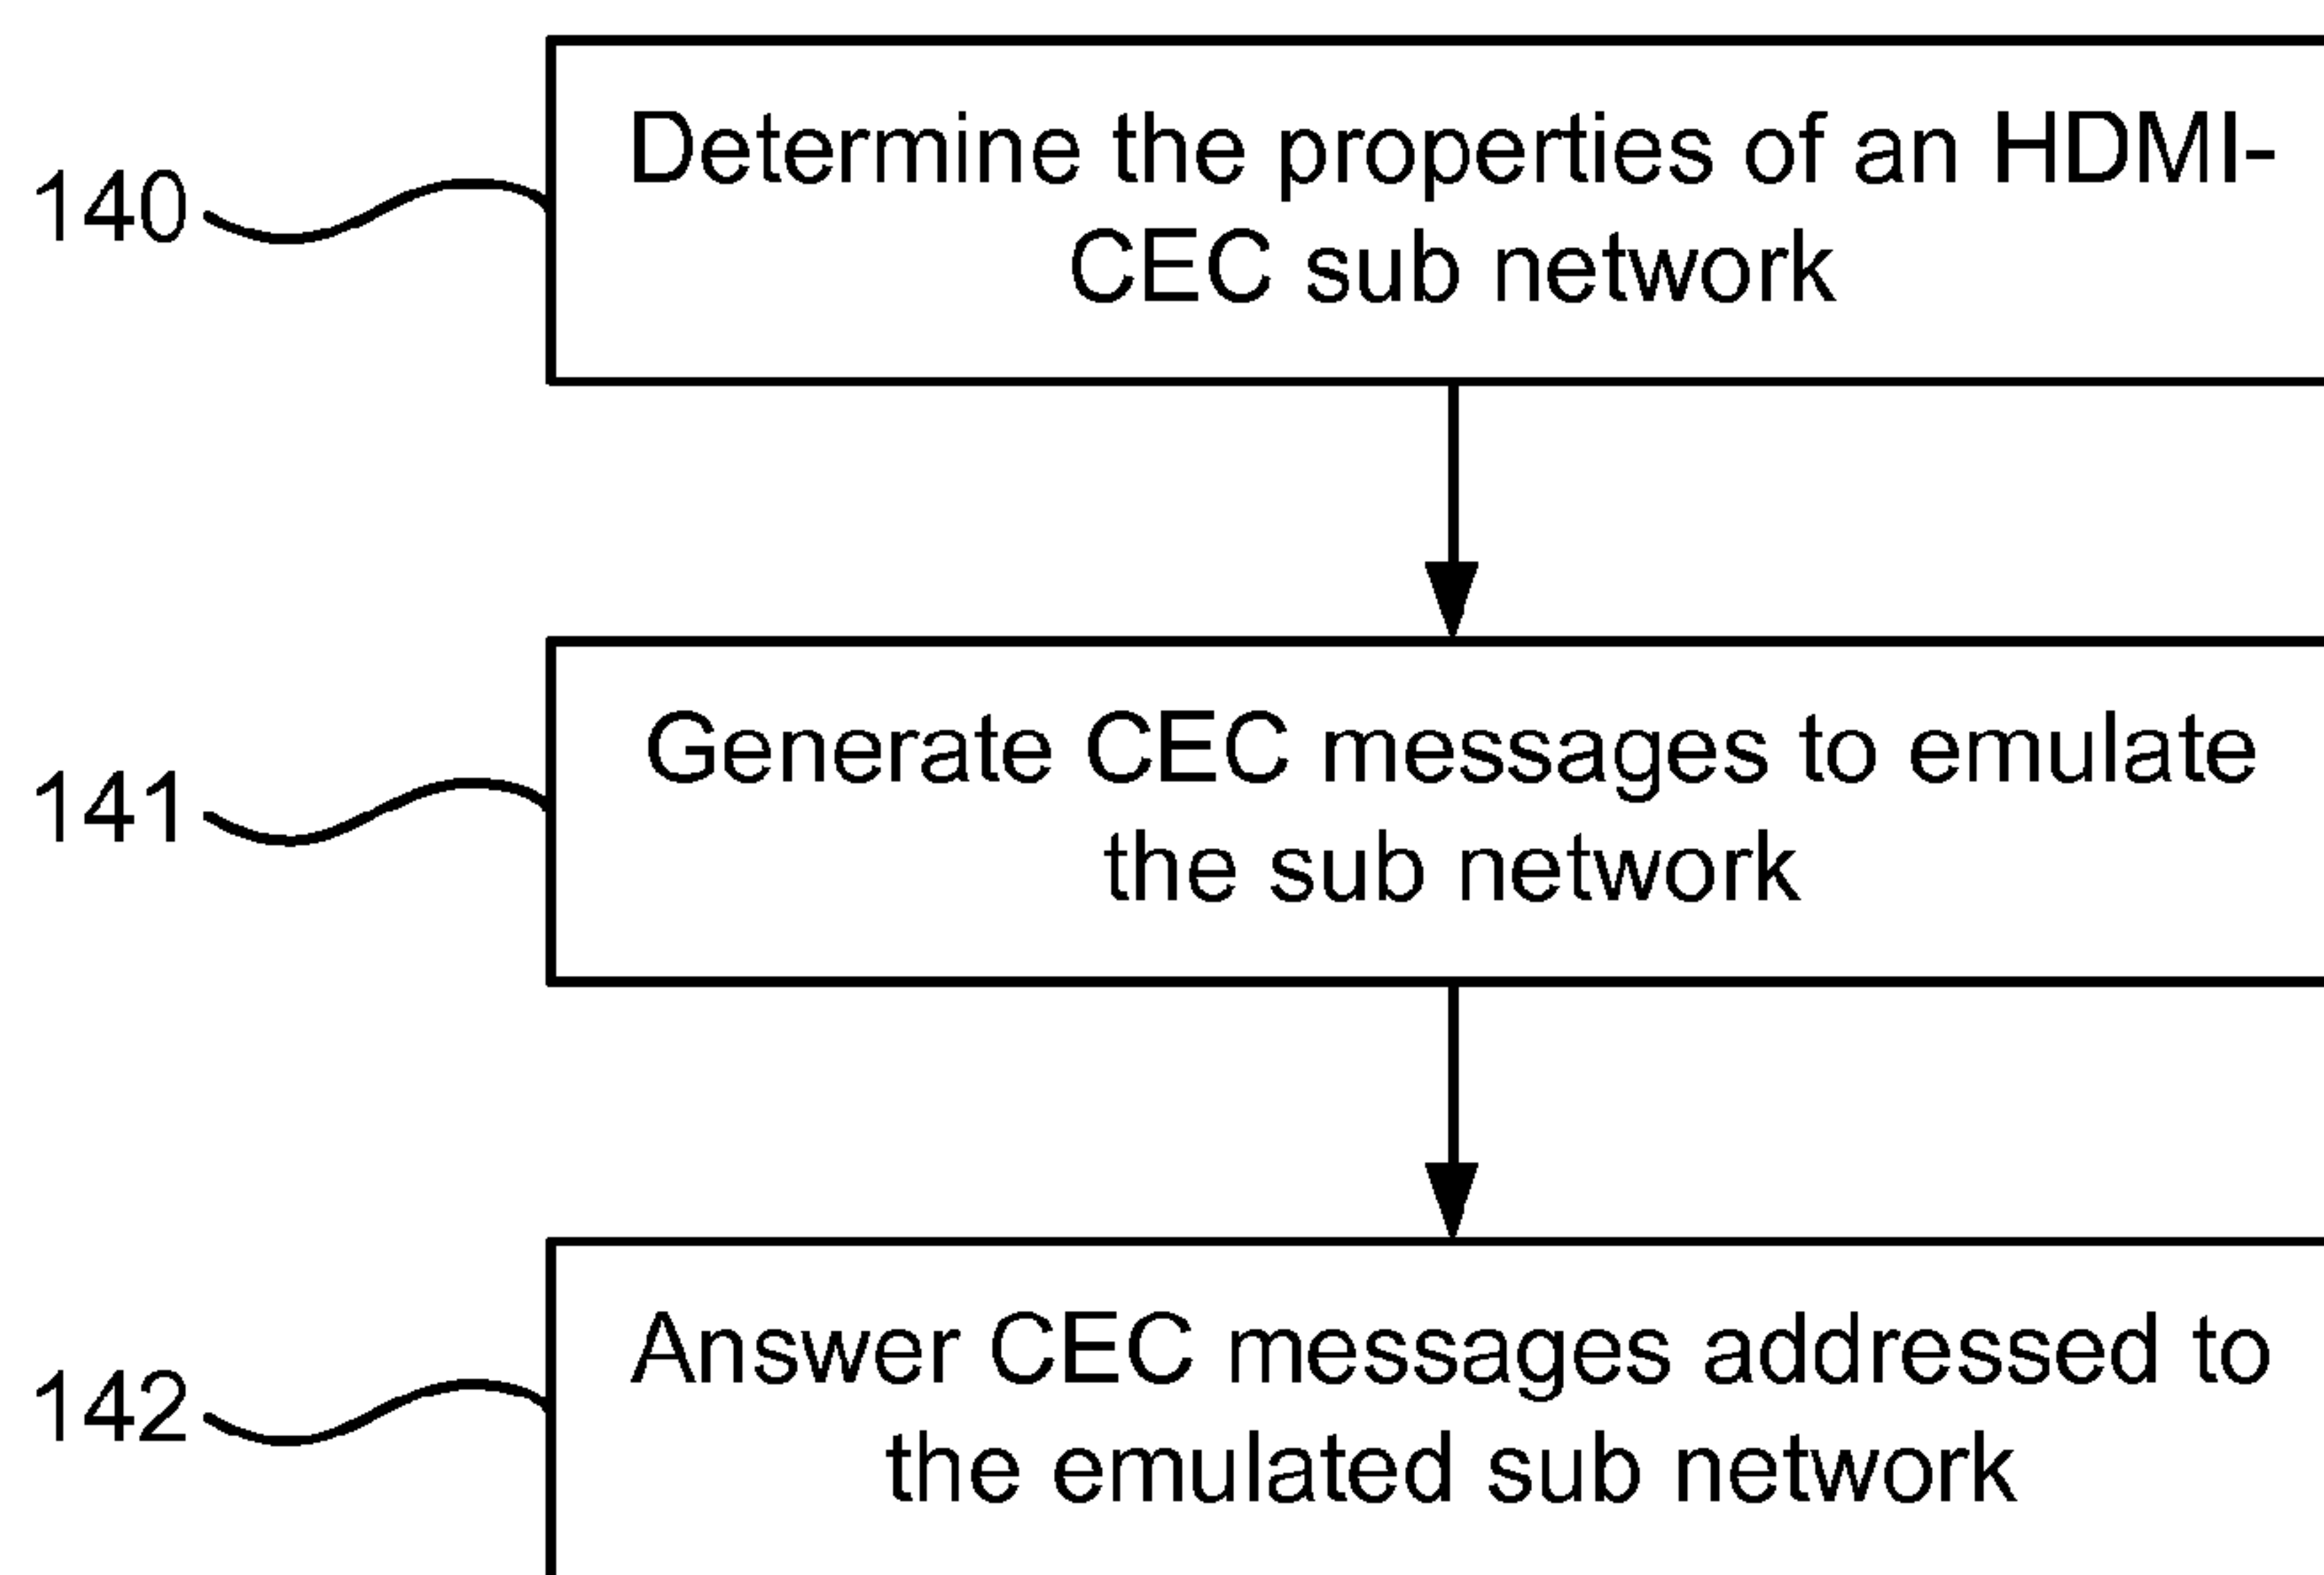 140
Determine the properties of an HDMI-
CEC sub network
141
Generate CEC messages to emulate
the sub network
142
Answer CEC messages addressed to
the emulated sub network